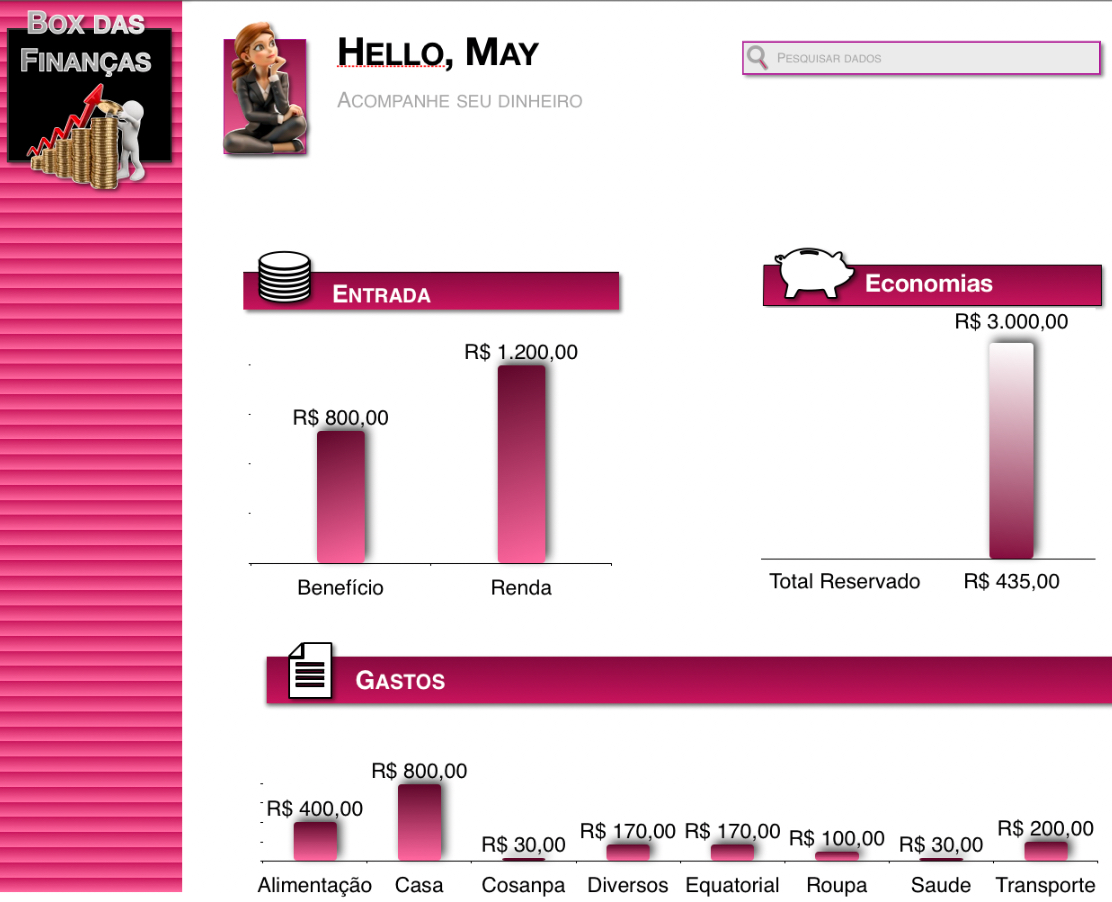 BOX DAS
FINANÇAS
HELLO, MAY
ACOMPANHE SEU DINHEIRO
PESQUISAR DADOS
ENTRADA
R$ 1.200,00
R$ 800,00
Benefício Renda
Economias
R$ 3.000,00
Total Reservado R$ 435,00
GASTOS
R$ 400,00 R$ 800,00 R$ 30,00 R$ 170,00 R$ 170,00 R$ 100,00 R$ 30,00 R$ 200,00
Alimentação Casa Cosanpa Diversos Equatorial Roupa Saude Transporte